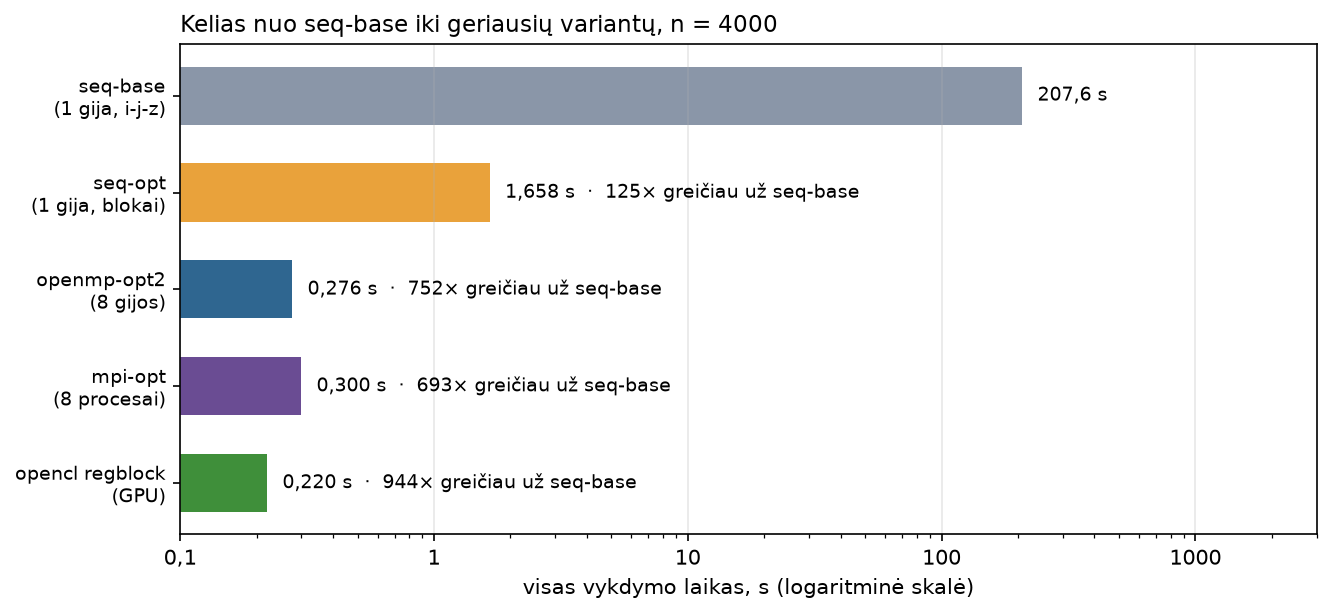 Kelias nuo seq-base iki geriausių variantų, n = 4000
seq-base
(1 gija, i-j-z)
207,6 s
seq-opt
(1 gija, blokai)
1,658 s · 125× greičiau už seq-base
openmp-opt2
(8 gijos)
0,276 s · 752× greičiau už seq-base
mpi-opt
(8 procesai)
0,300 s · 693× greičiau už seq-base
opencl regblock
(GPU)
0,220 s · 944× greičiau už seq-base
0,1 1 10 100 1000
visas vykdymo laikas, s (logaritminė skalė)